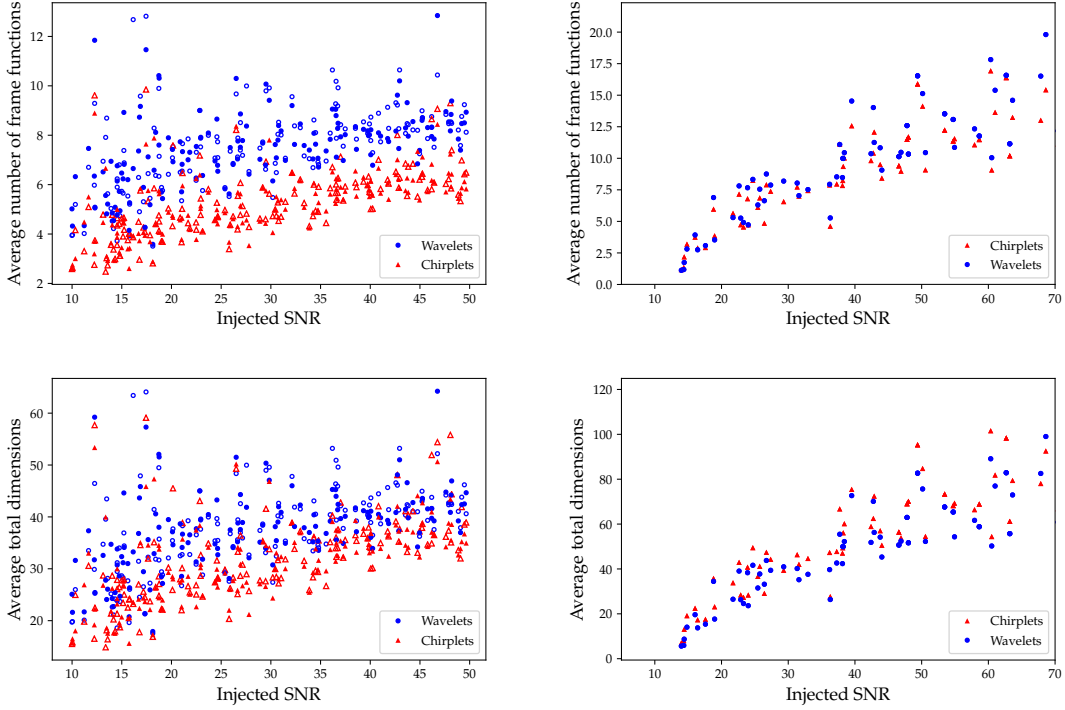 Average number of frame functions
12
10
8
6
4
2
10 15 20 25 30 35 40 45 50
Injected SNR
Wavelets
Chirplets
Average number of frame functions
20.0
17.5
15.0
12.5
10.0
7.5
5.0
2.5
0.0
10 20 30 40 50 60 70
Injected SNR
Chirplets
Wavelets
Average total dimensions
60
50
40
30
20
10 15 20 25 30 35 40 45 50
Injected SNR
Wavelets
Chirplets
Average total dimensions
120
100
80
60
40
20
0
10 20 30 40 50 60 70
Injected SNR
Chirplets
Wavelets